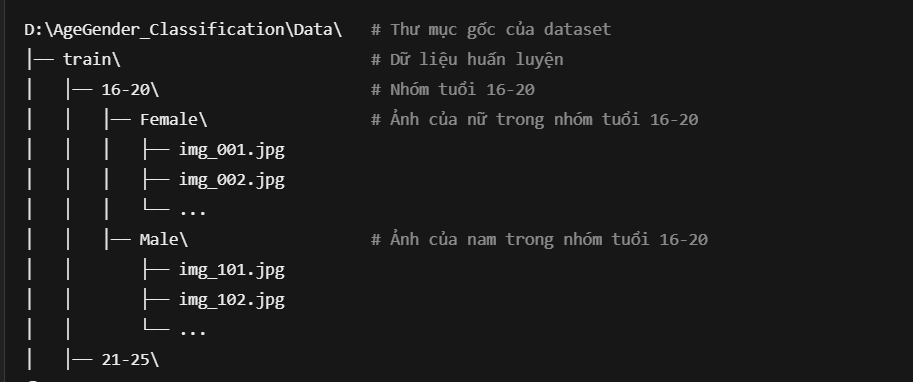 D:\AgeGender_Classification\Data\   # Thư mục gốc của dataset
├── train\                          # Dữ liệu huấn luyện
│   ├── 16-20\                      # Nhóm tuổi 16-20
│   │   ├── Female\                 # Ảnh của nữ trong nhóm tuổi 16-20
│   │   │   ├── img_001.jpg
│   │   │   ├── img_002.jpg
│   │   │   └── ...
│   │   ├── Male\                   # Ảnh của nam trong nhóm tuổi 16-20
│   │       ├── img_101.jpg
│   │       ├── img_102.jpg
│   │       └── ...
│   ├── 21-25\